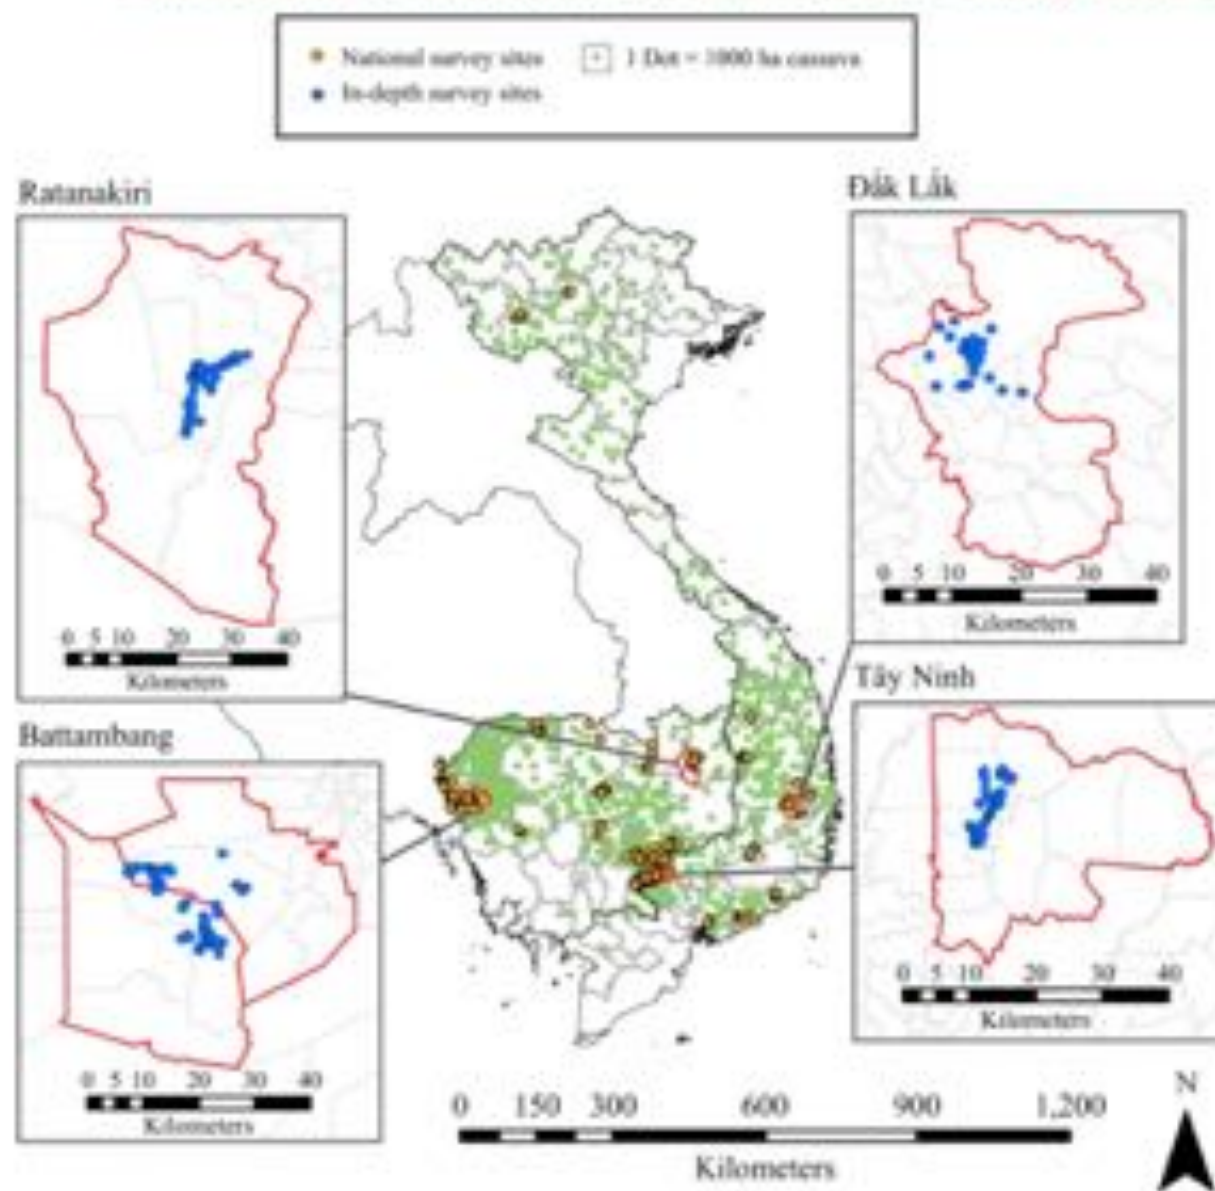 National survey sites
1 Dot = 1000 ha cassava
In-depth survey sites
Ratanakiri
0 5 10 20 30 40
Kilometers
Đắk Lắk
0 5 10 20 30 40
Kilometers
Battambang
0 5 10 20 30 40
Kilometers
Tây Ninh
0 5 10 20 30 40
Kilometers
0 150 300 600 900 1,200
Kilometers
N